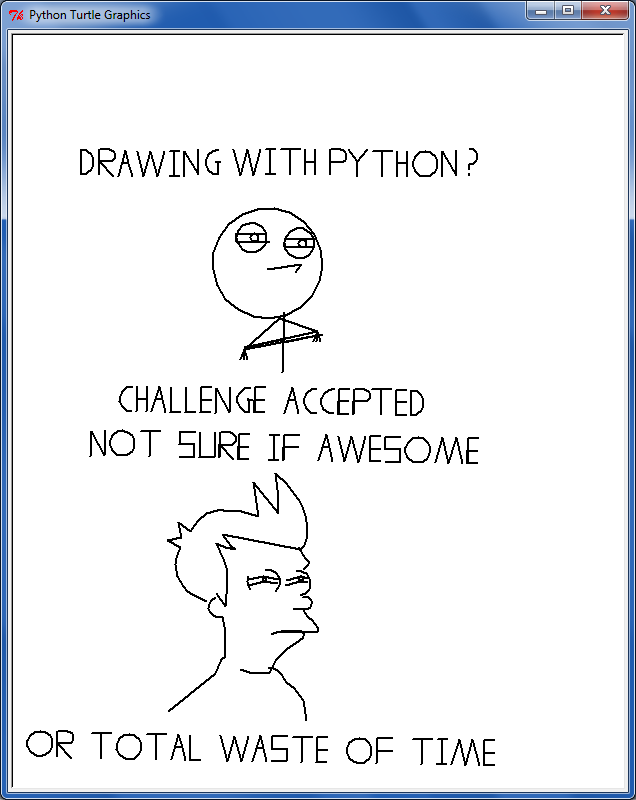 Python Turtle Graphics
DRAWING WITH PYTHON?
CHALLENGE ACCEPTED
NOT SURE IF AWESOME
OR TOTAL WASTE OF TIME